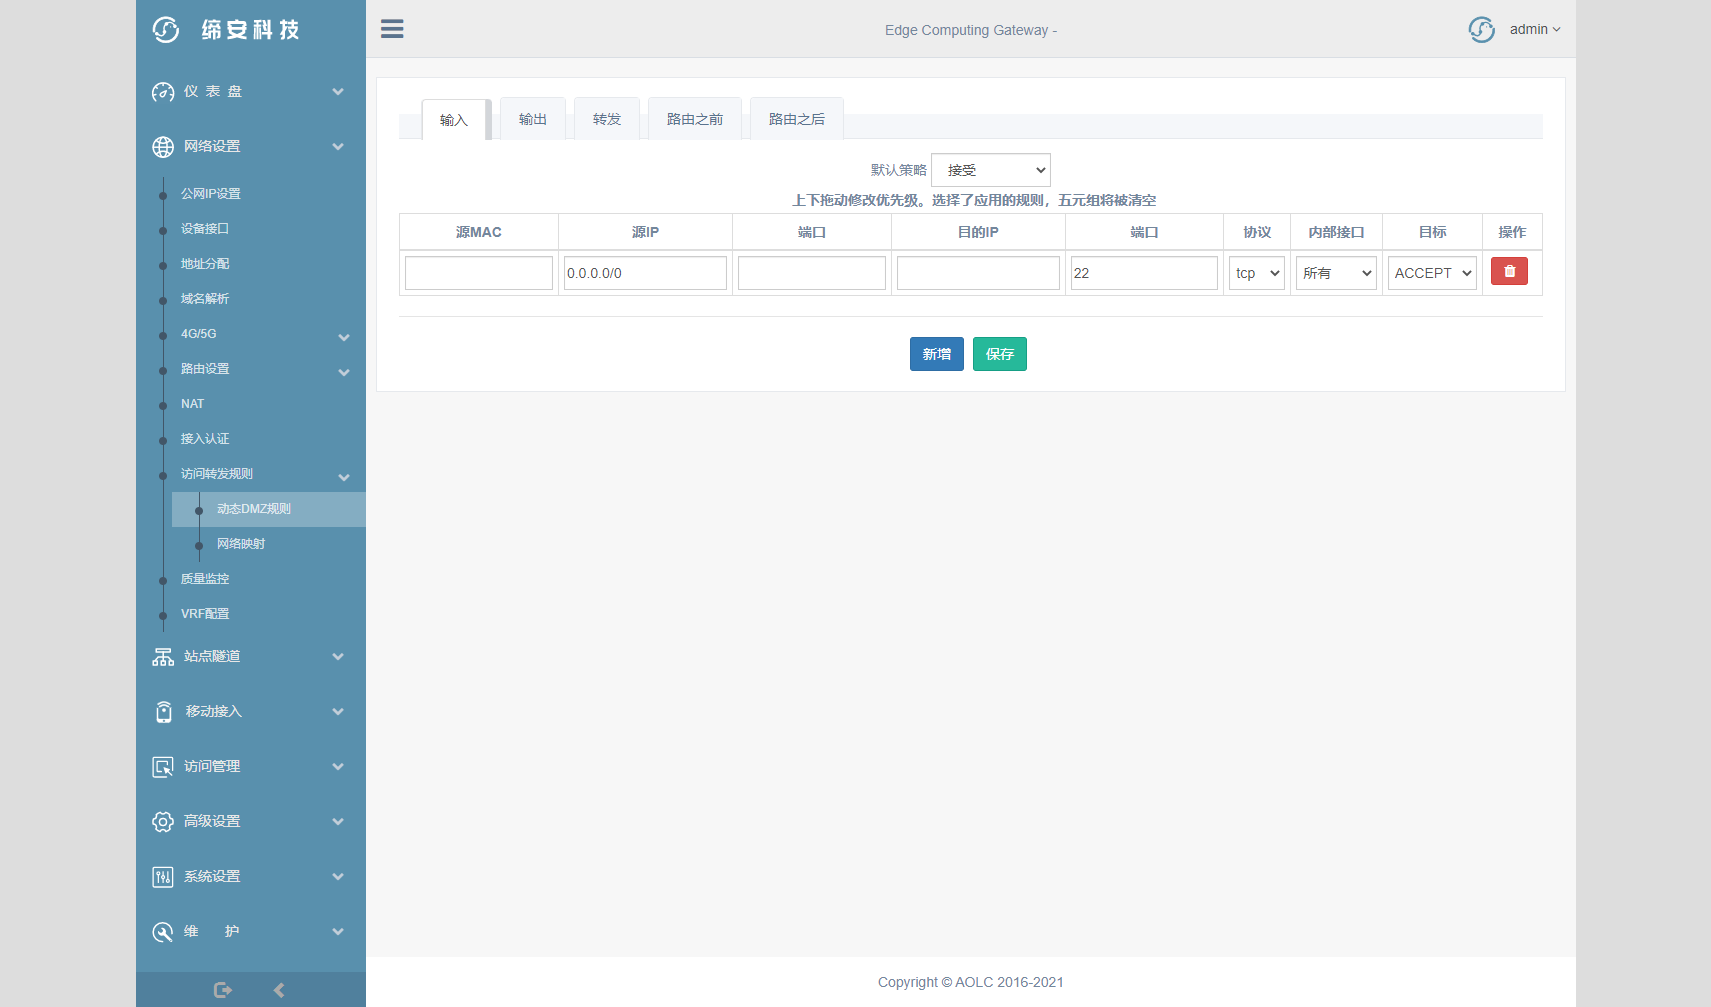 缔安科技
仪表盘
网络设置
公网IP设置
设备接口
地址分配
域名解析
4G/5G
路由设置
NAT
接入认证
访问转发规则
动态DMZ规则
网络映射
质量监控
VRF配置
站点隧道
移动接入
访问管理
高级设置
系统设置
维 护
Edge Computing Gateway -
admin
输入 输出 转发 路由之前 路由之后
默认策略 接受
上下拖动修改优先级。选择了应用的规则，五元组将被清空
源MAC 源IP 端口 目的IP 端口 协议 内部接口 目标 操作
0.0.0.0/0 22 tcp 所有 ACCEPT
新增 保存
Copyright © AOLC 2016-2021